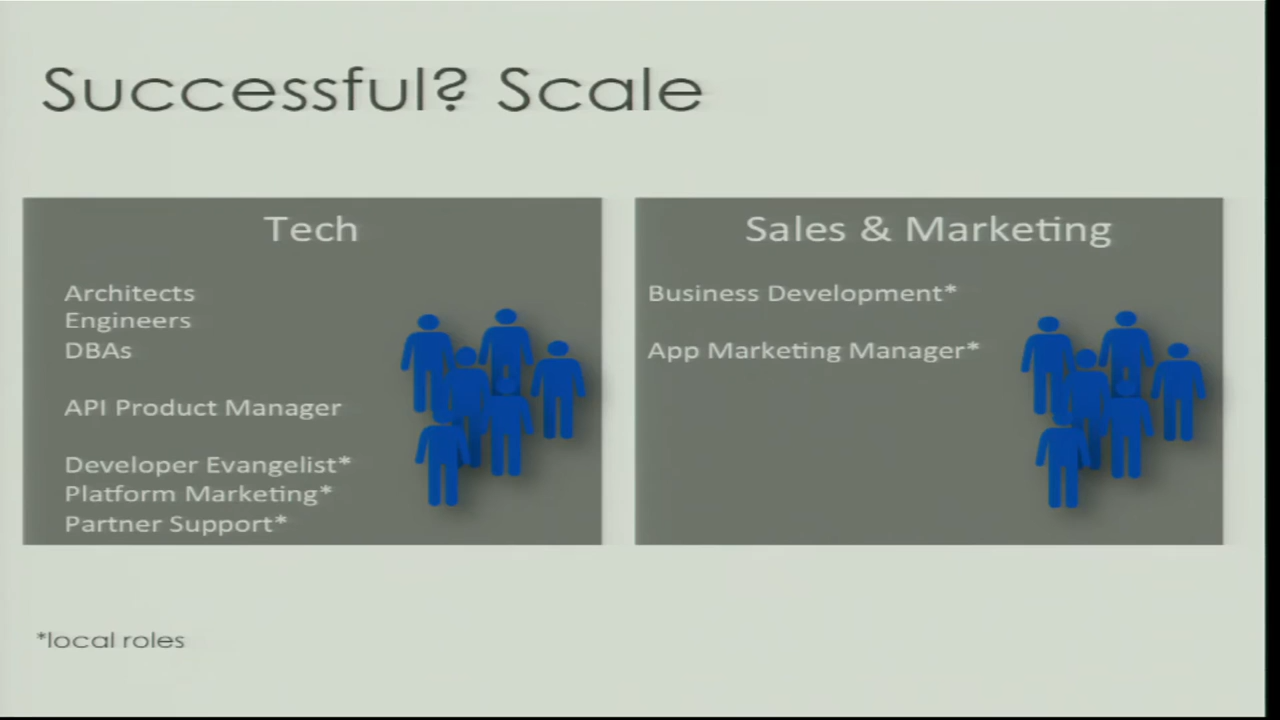 Successful? Scale
Tech
Architects
Engineers
DBAs
API Product Manager
Developer Evangelist*
Platform Marketing*
Partner Support*
Sales & Marketing
Business Development*
App Marketing Manager*
*local roles